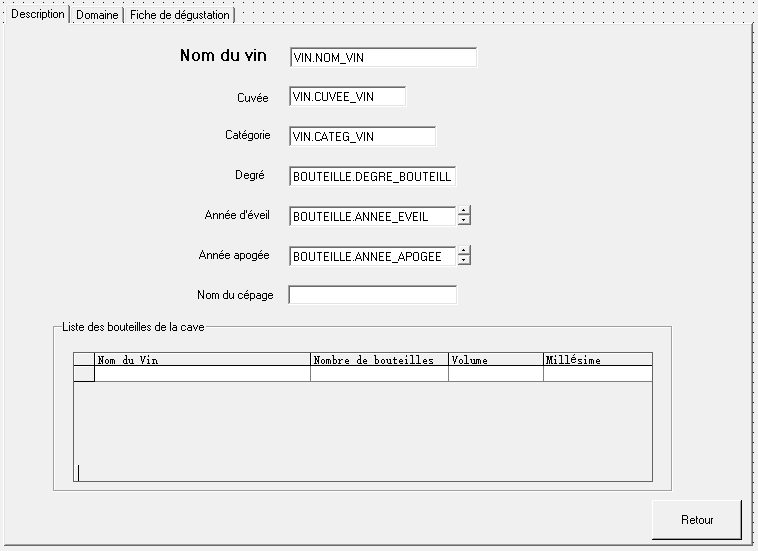 Description Domaine Fiche de dégustation
Nom du vin VIN.NOM_VIN
Cuvée VIN.CUVEE_VIN
Catégorie VIN.CATEG_VIN
Degré BOUTEILLE.DEGRE_BOUTEILL
Année d'éveil BOUTEILLE.ANNEE_EVEIL
Année apogée BOUTEILLE.ANNEE_APOGEE
Nom du cépage
Liste des bouteilles de la cave
Nom du Vin Nombre de bouteilles Volume Millésime
Retour